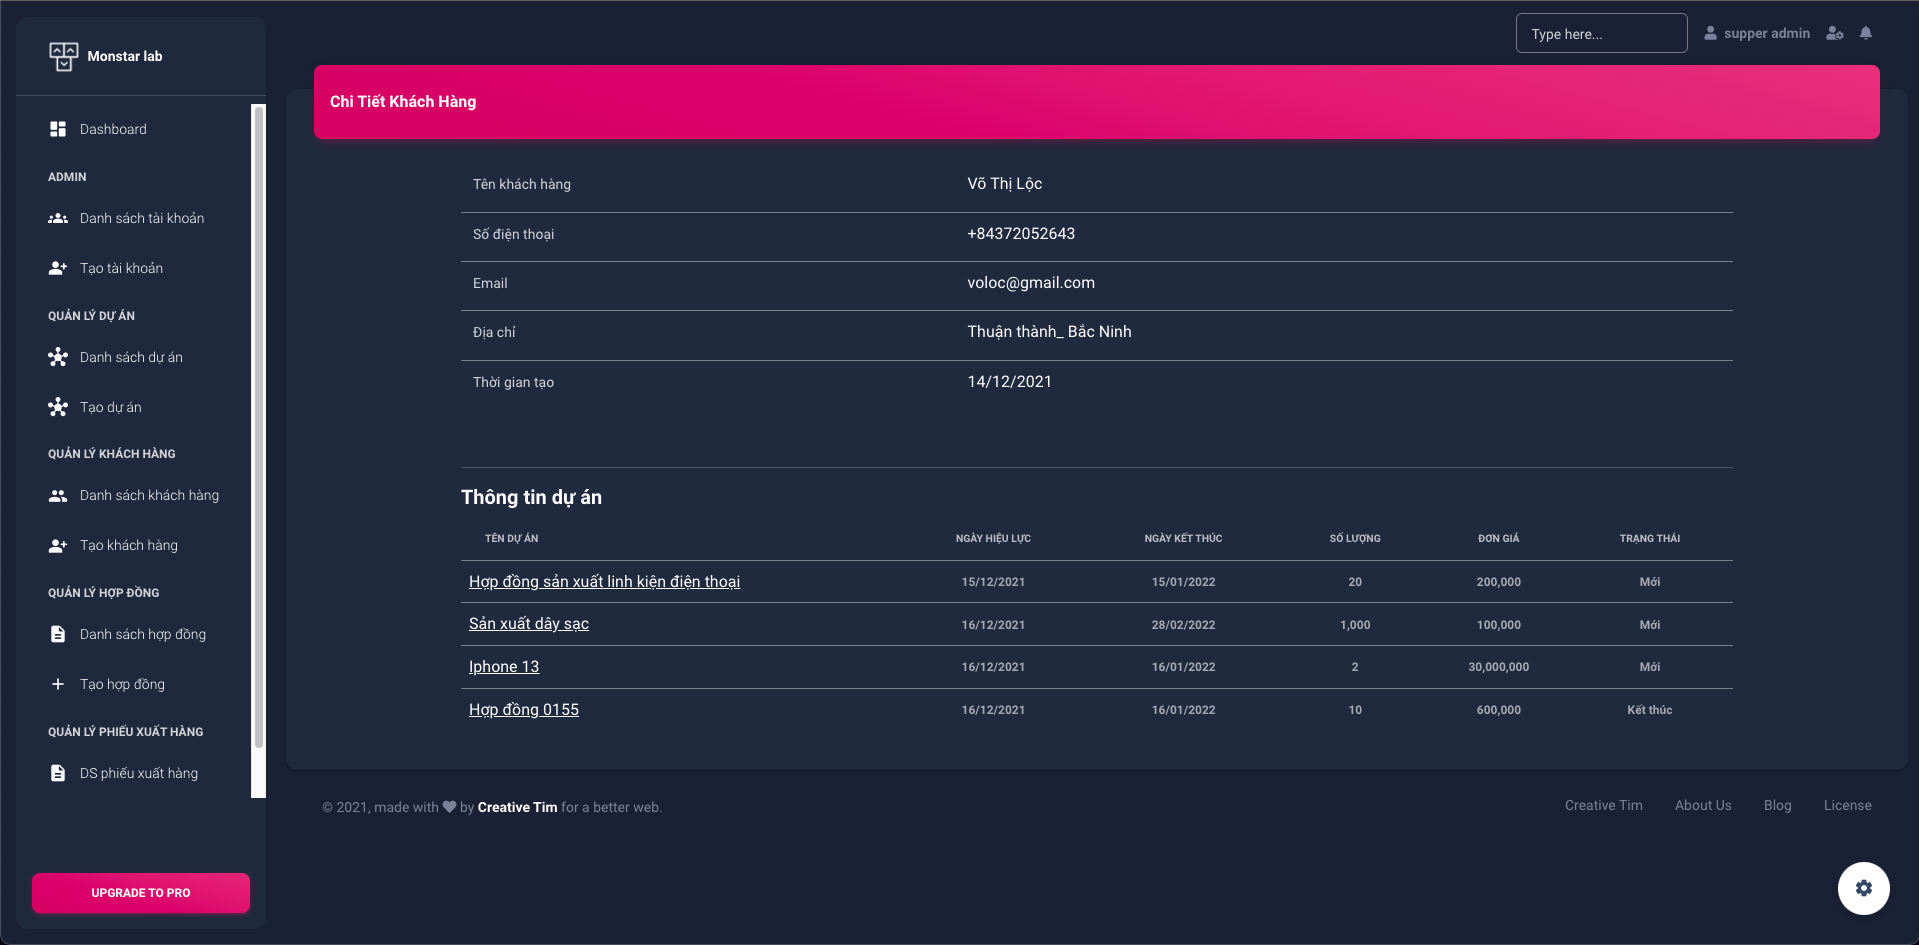 Monstar lab
Dashboard
ADMIN
Danh sách tài khoản
Tạo tài khoản
QUẢN LÝ DỰ ÁN
Danh sách dự án
Tạo dự án
QUẢN LÝ KHÁCH HÀNG
Danh sách khách hàng
Tạo khách hàng
QUẢN LÝ HỢP ĐỒNG
Danh sách hợp đồng
Tạo hợp đồng
QUẢN LÝ PHIẾU XUẤT HÀNG
DS phiếu xuất hàng
UPGRADE TO PRO
Type here... supper admin
Chi Tiết Khách Hàng
Tên khách hàng Võ Thị Lộc
Số điện thoại +84372052643
Email voloc@gmail.com
Địa chỉ Thuận thành_ Bắc Ninh
Thời gian tạo 14/12/2021
Thông tin dự án
TÊN DỰ ÁN NGÀY HIỆU LỰC NGÀY KẾT THÚC SỐ LƯỢNG ĐƠN GIÁ TRẠNG THÁI
Hợp đồng sản xuất linh kiện điện thoại 15/12/2021 15/01/2022 20 200,000 Mới
Sản xuất dây sạc 16/12/2021 28/02/2022 1,000 100,000 Mới
Iphone 13 16/12/2021 16/01/2022 2 30,000,000 Mới
Hợp đồng 0155 16/12/2021 16/01/2022 10 600,000 Kết thúc
© 2021, made with ♥ by Creative Tim for a better web. Creative Tim About Us Blog License